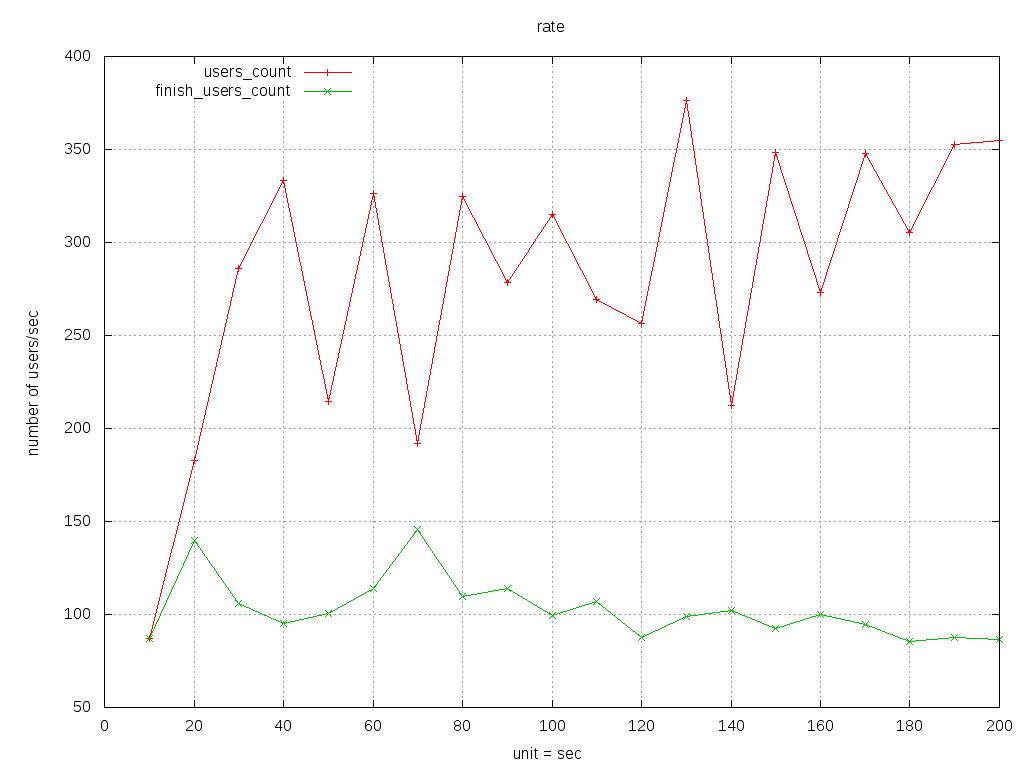 rate
400
350
300
250
200
150
100
50
users_count
finish_users_count
number of users/sec
0 20 40 60 80 100 120 140 160 180 200
unit = sec